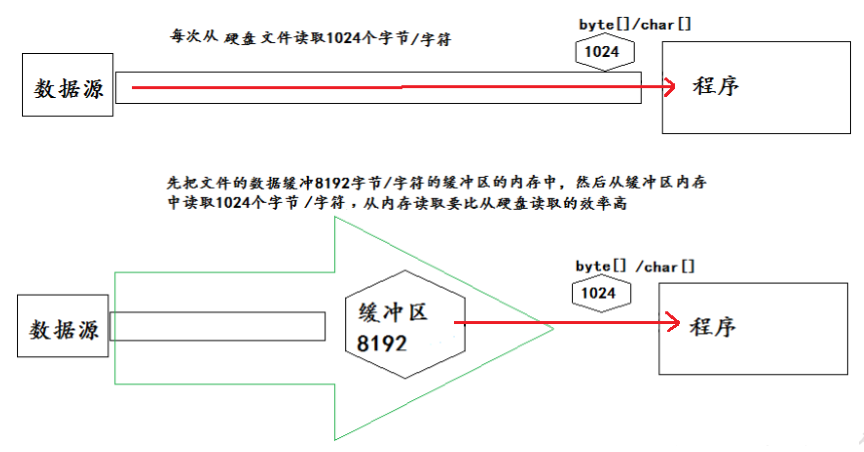 每次从 硬盘 文件读取1024个字节/字符
byte[]/char[]
1024
数据源
程序
先把文件的数据缓冲8192字节/字符的缓冲区的内存中，然后从缓冲区内存
中读取1024个字节/字符，从内存读取要比从硬盘读取的效率高
byte[] /char[]
1024
数据源
缓冲区
8192
程序